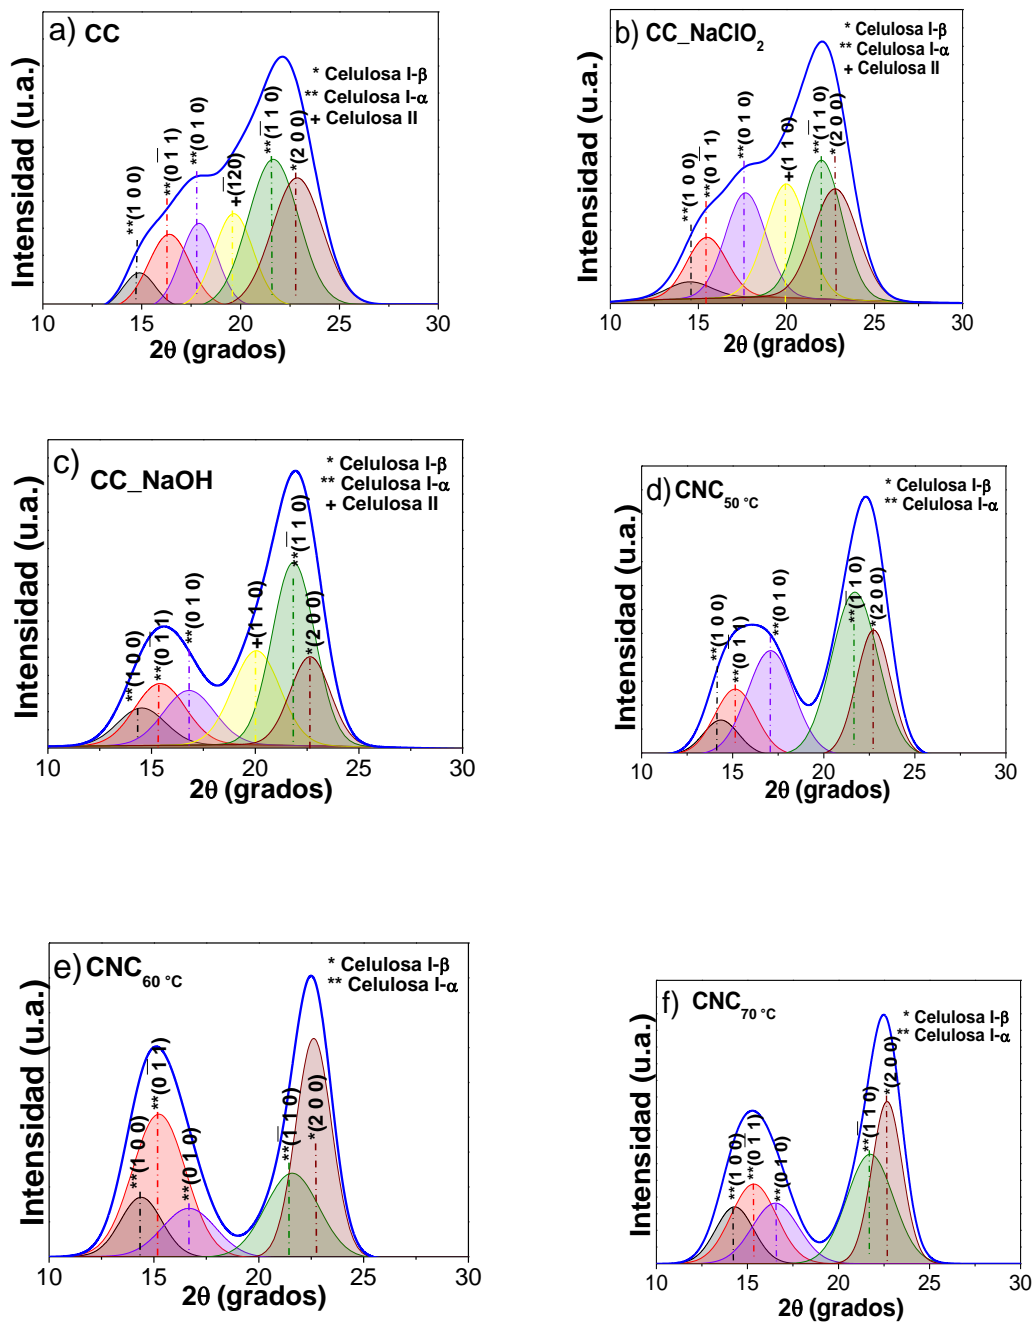 a) CC
* Celulosa I-β
** Celulosa I-α
+ Celulosa II
**(1 0 0)
**(0 1̅ 1)
**(0 1 0)
+(1̅20)
**(1̅ 1 0)
*(2 0 0)
Intensidad (u.a.)
10 15 20 25 30
2θ (grados)
b) CC_NaClO₂
* Celulosa I-β
** Celulosa I-α
+ Celulosa II
**(1 0 0)
**(0 1̅ 1)
**(0 1 0)
+(1 1 0)
**(1̅ 1 0)
*(2 0 0)
Intensidad (u.a.)
10 15 20 25 30
2θ (grados)
c) CC_NaOH
* Celulosa I-β
** Celulosa I-α
+ Celulosa II
**(1 0 0)
**(0 1̅ 1)
**(0 1 0)
+(1 1 0)
**(1̅ 1 0)
*(2 0 0)
Intensidad (u.a.)
10 15 20 25 30
2θ (grados)
d) CNC50 °C
* Celulosa I-β
** Celulosa I-α
**(1 0 0)
**(0 1̅ 1)
**(0 1 0)
**(1̅ 1 0)
*(2 0 0)
Intensidad (u.a.)
10 15 20 25 30
2θ (grados)
e) CNC60 °C
* Celulosa I-β
** Celulosa I-α
**(1 0 0)
**(0 1̅ 1)
**(0 1 0)
**(1̅ 1 0)
*(2 0 0)
Intensidad (u.a.)
10 15 20 25 30
2θ (grados)
f) CNC70 °C
* Celulosa I-β
** Celulosa I-α
**(1 0 0)
**(0 1̅ 1)
**(0 1 0)
**(1̅ 1 0)
*(2 0 0)
Intensidad (u.a.)
10 15 20 25 30
2θ (grados)